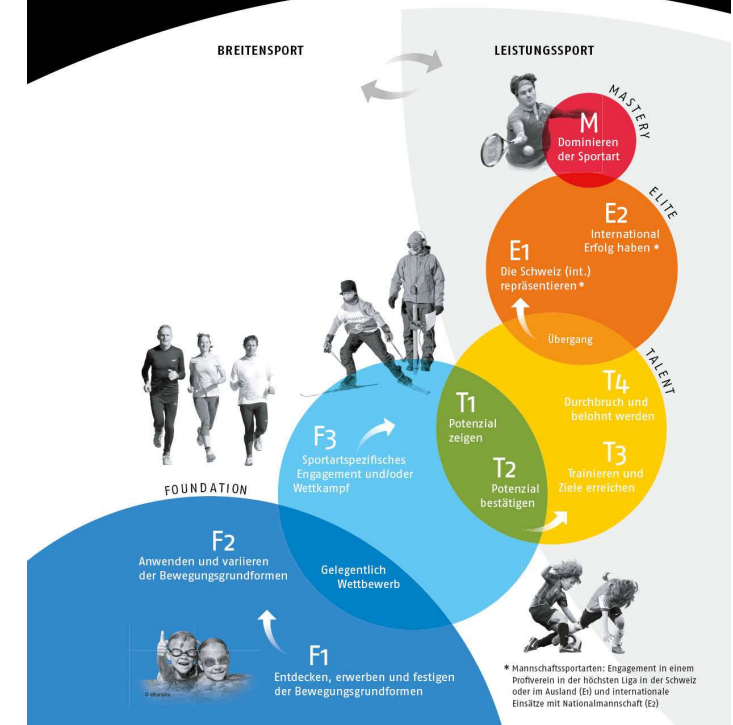 BREITENSPORT
LEISTUNGSSPORT
MASTERY
M
Dominieren
der Sportart
ELITE
E2
International
Erfolg haben *
E1
Die Schweiz (int.)
repräsentieren *
Übergang
TALENT
T4
Durchbruch und
belohnt werden
T1
Potenzial
zeigen
T3
Trainieren und
Ziele erreichen
T2
Potenzial
bestätigen
F3
Sportartspezifisches
Engagement und/oder
Wettkampf
FOUNDATION
F2
Anwenden und variieren
der Bewegungsgrundformen
Gelegentlich
Wettbewerb
F1
Entdecken, erwerben und festigen
der Bewegungsgrundformen
* Mannschaftssportarten: Engagement in einem
Profiverein in der höchsten Liga in der Schweiz
oder im Ausland (E1) und internationale
Einsätze mit Nationalmannschaft (E2)